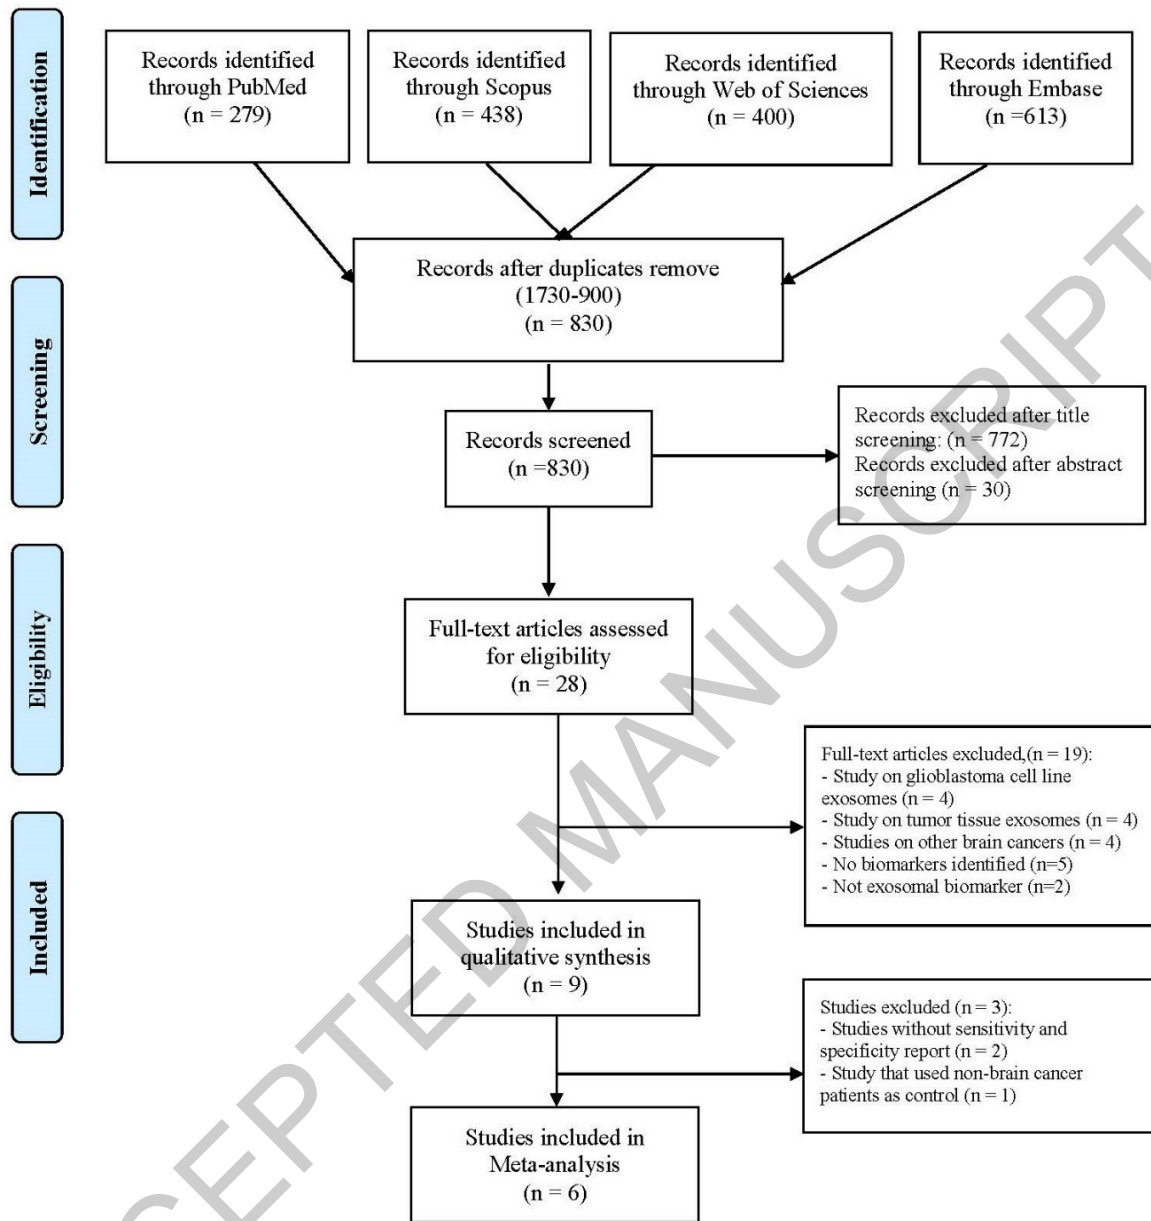 Identification
Records identified
through PubMed
(n = 279)
Records identified
through Scopus
(n = 438)
Records identified
through Web of Sciences
(n = 400)
Records identified
through Embase
(n =613)
Records after duplicates remove
(1730-900)
(n = 830)
Screening
Records screened
(n =830)
Records excluded after title
screening: (n = 772)
Records excluded after abstract
screening (n = 30)
Eligibility
Full-text articles assessed
for eligibility
(n = 28)
Full-text articles excluded,(n = 19):
- Study on glioblastoma cell line
exosomes (n = 4)
- Study on tumor tissue exosomes (n = 4)
- Studies on other brain cancers (n = 4)
- No biomarkers identified (n=5)
- Not exosomal biomarker (n=2)
Included
Studies included in
qualitative synthesis
(n = 9)
Studies excluded (n = 3):
- Studies without sensitivity and
specificity report (n = 2)
- Study that used non-brain cancer
patients as control (n = 1)
Studies included in
Meta-analysis
(n = 6)
CEPTED MANUSCRIPT